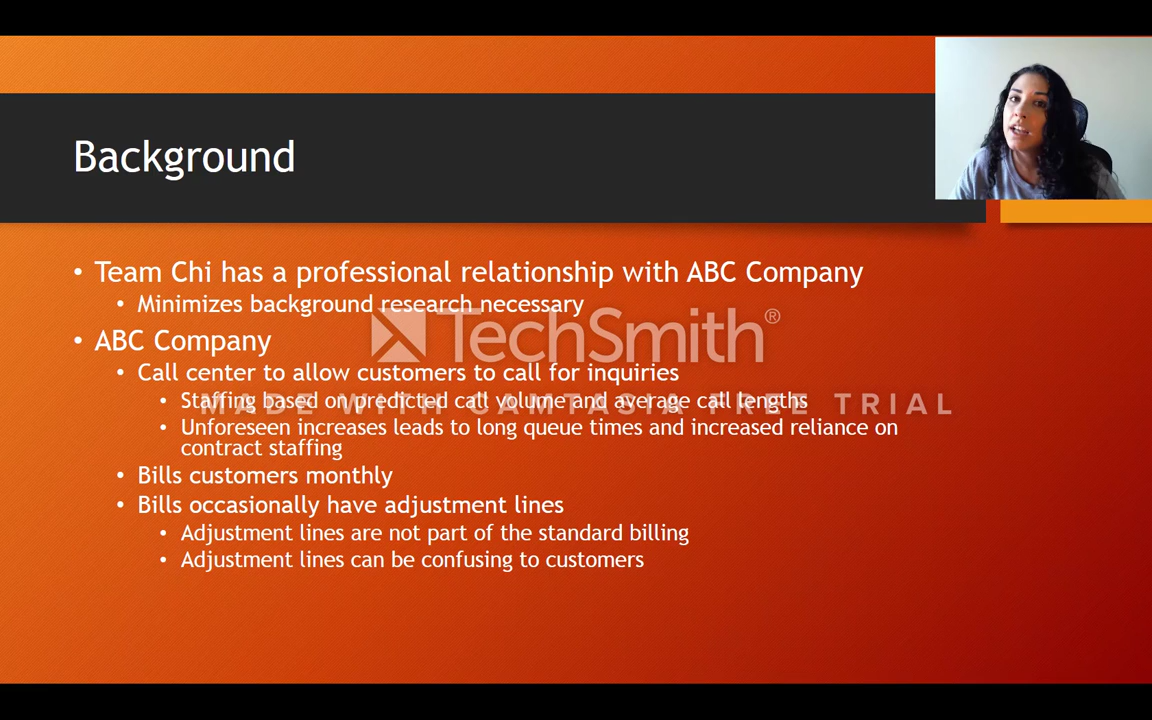 Background
• Team Chi has a professional relationship with ABC Company
• Minimizes background research necessary
• ABC Company
TechSmith®
• Call center to allow customers to call for inquiries
• Staffing based on predicted call volume and average call lengths
MADE WITH CAMTASIA FREE TRIAL
• Unforeseen increases leads to long queue times and increased reliance on
contract staffing
• Bills customers monthly
• Bills occasionally have adjustment lines
• Adjustment lines are not part of the standard billing
• Adjustment lines can be confusing to customers